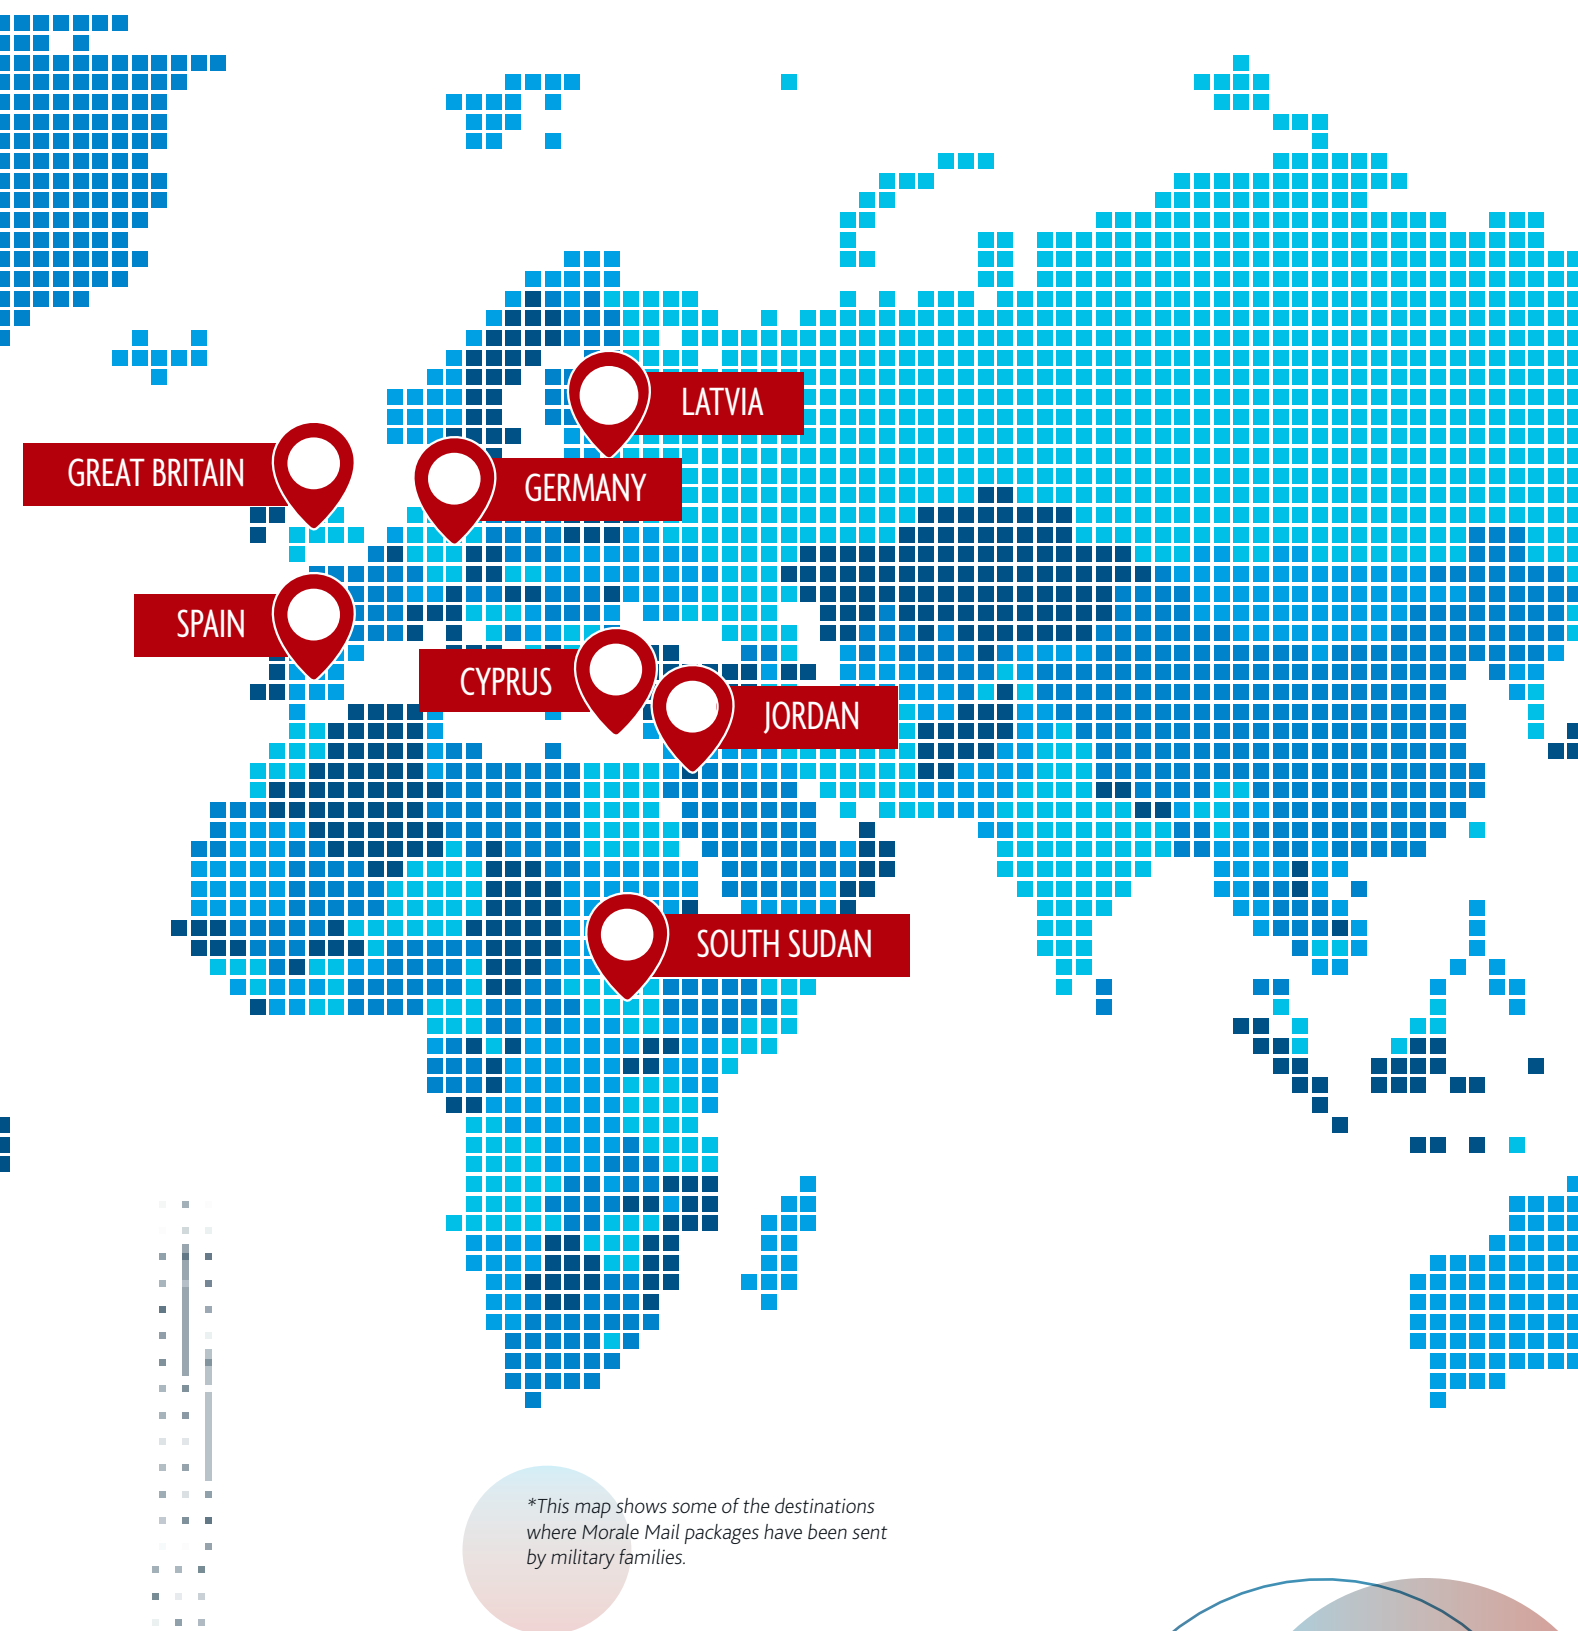 LATVIA
GREAT BRITAIN
GERMANY
SPAIN
CYPRUS
JORDAN
SOUTH SUDAN
*This map shows some of the destinations
where Morale Mail packages have been sent
by military families.